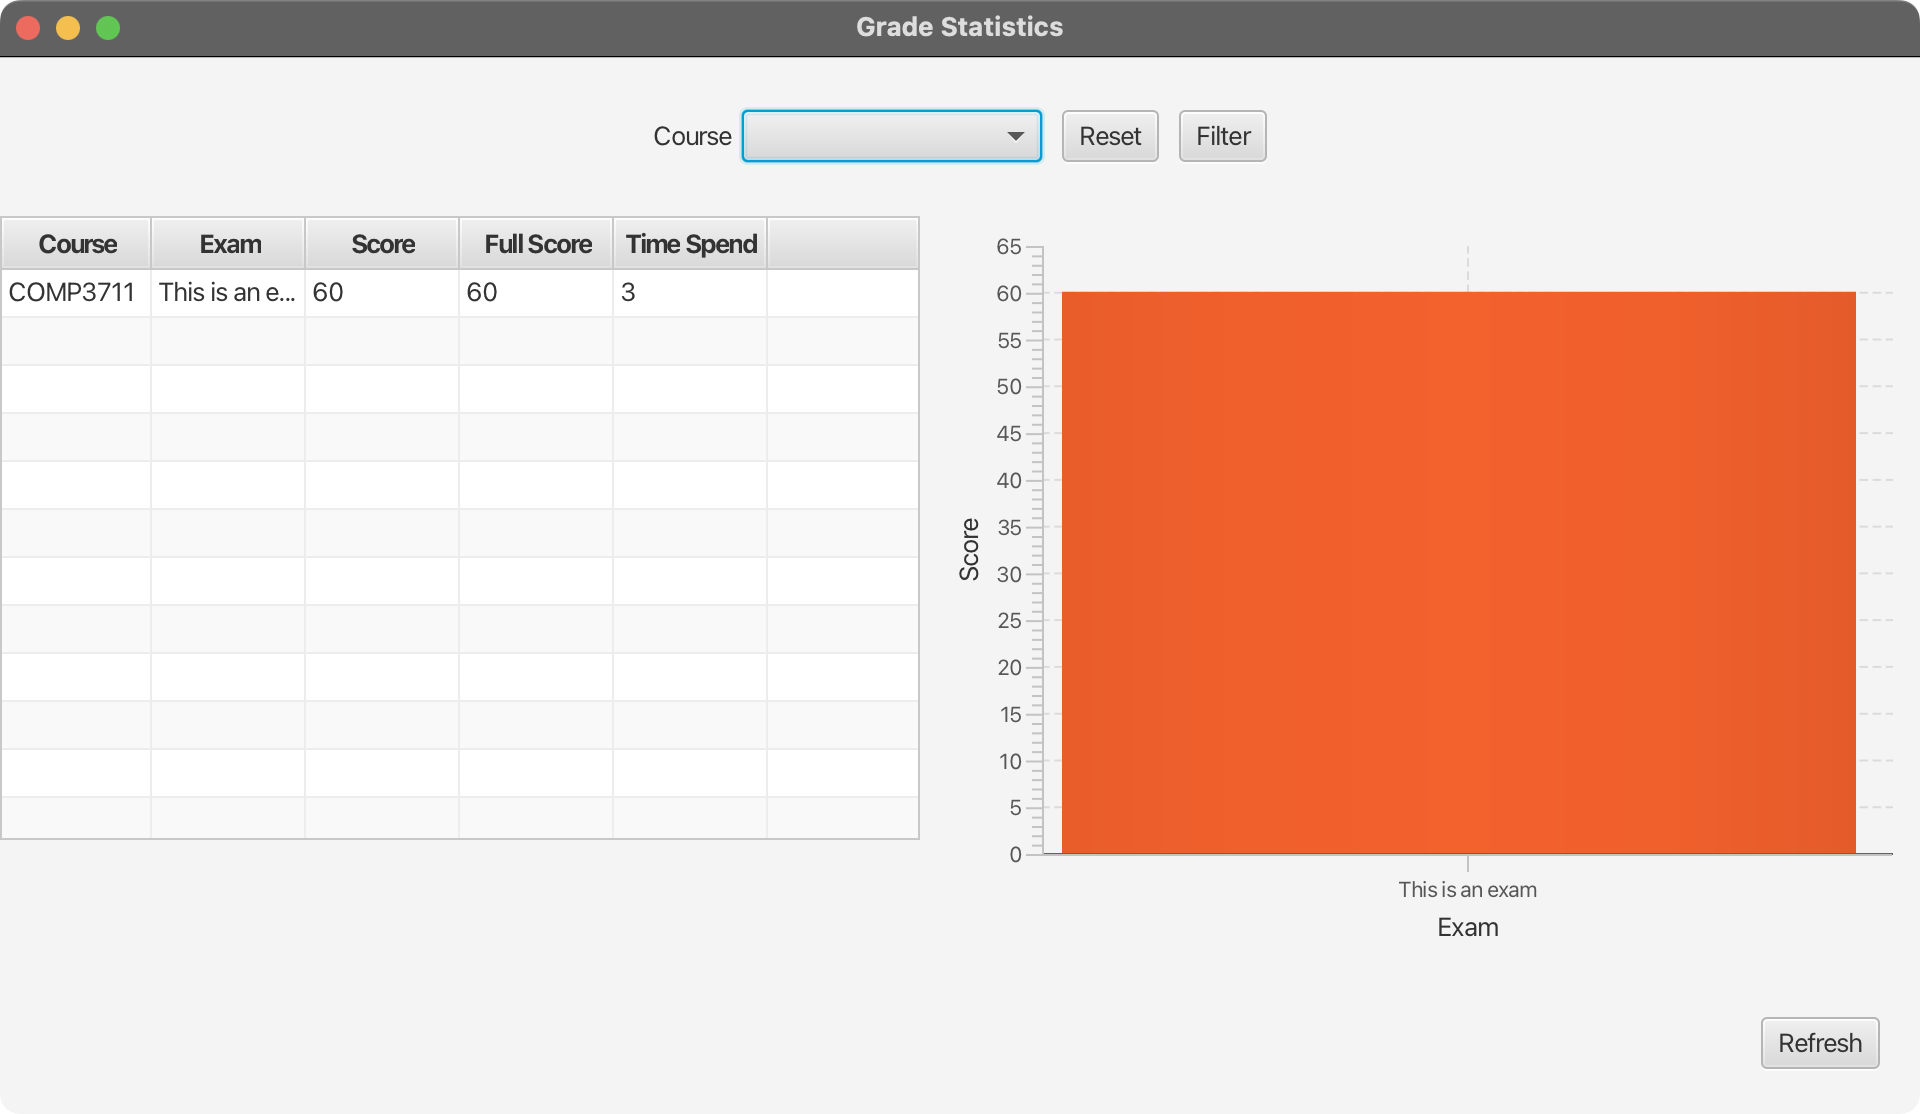 Grade Statistics
Course Reset Filter
Course Exam Score Full Score Time Spend
COMP3711 This is an e... 60 60 3
65
60
55
50
45
40
35
30
25
20
15
10
5
0
Score
This is an exam
Exam
Refresh